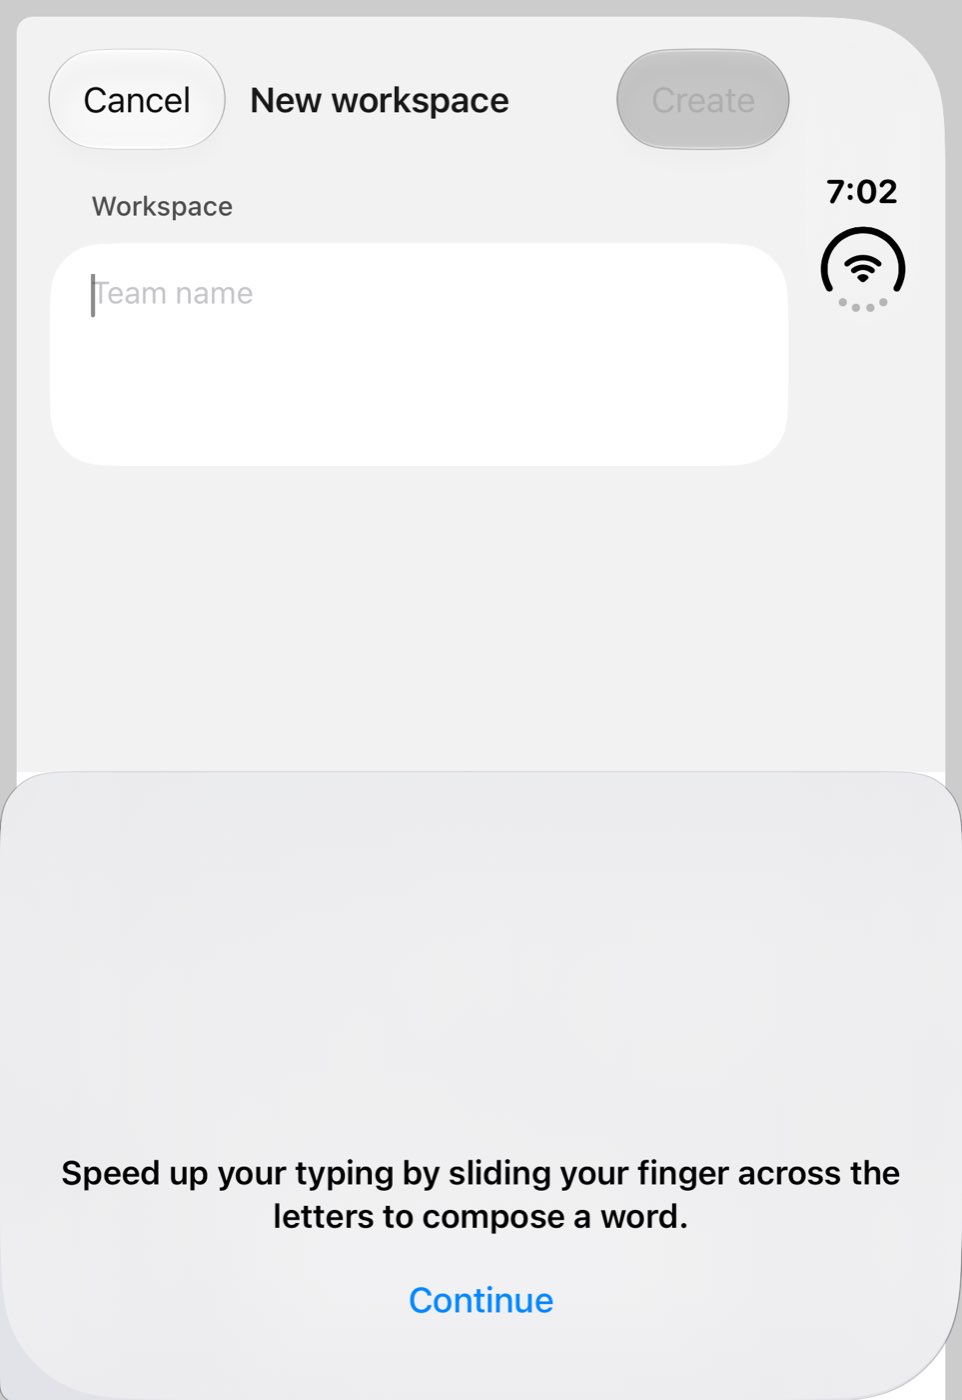 Cancel New workspace Create
7:02
Workspace
Team name
Speed up your typing by sliding your finger across the
letters to compose a word.
Continue